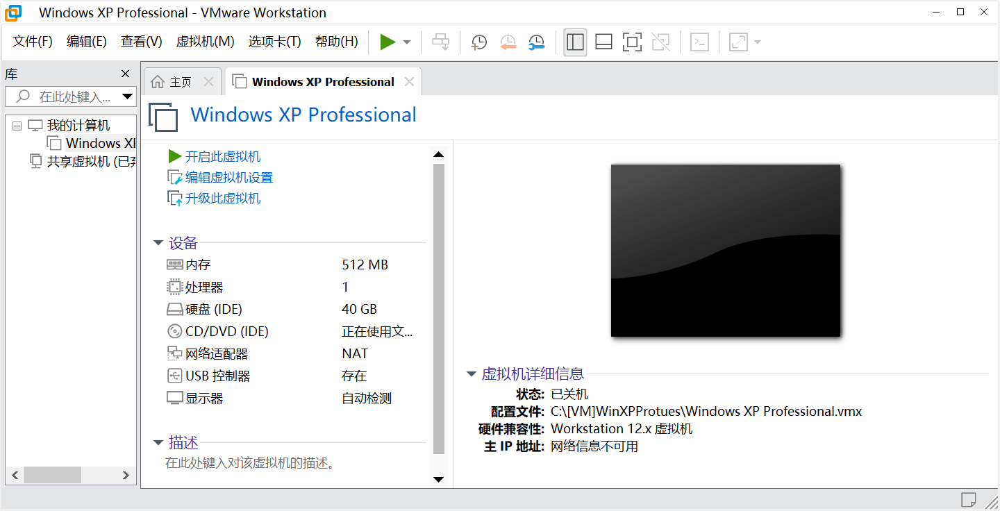 Windows XP Professional - VMware Workstation
文件(F) 编辑(E) 查看(V) 虚拟机(M) 选项卡(T) 帮助(H)
库
在此处键入...
我的计算机
Windows XI
共享虚拟机 (已
主页
Windows XP Professional
Windows XP Professional
开启此虚拟机
编辑虚拟机设置
升级此虚拟机
设备
内存 512 MB
处理器 1
硬盘 (IDE) 40 GB
CD/DVD (IDE) 正在使用文...
网络适配器 NAT
USB 控制器 存在
显示器 自动检测
描述
在此处键入对该虚拟机的描述。
虚拟机详细信息
状态: 已关机
配置文件: C:\[VM]WinXPProtues\Windows XP Professional.vmx
硬件兼容性: Workstation 12.x 虚拟机
主 IP 地址: 网络信息不可用